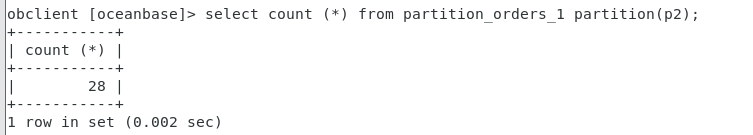 obclient [oceanbase]> select count (*) from partition_orders_1 partition(p2);
+-----------+
| count (*) |
+-----------+
|        28 |
+-----------+
1 row in set (0.002 sec)